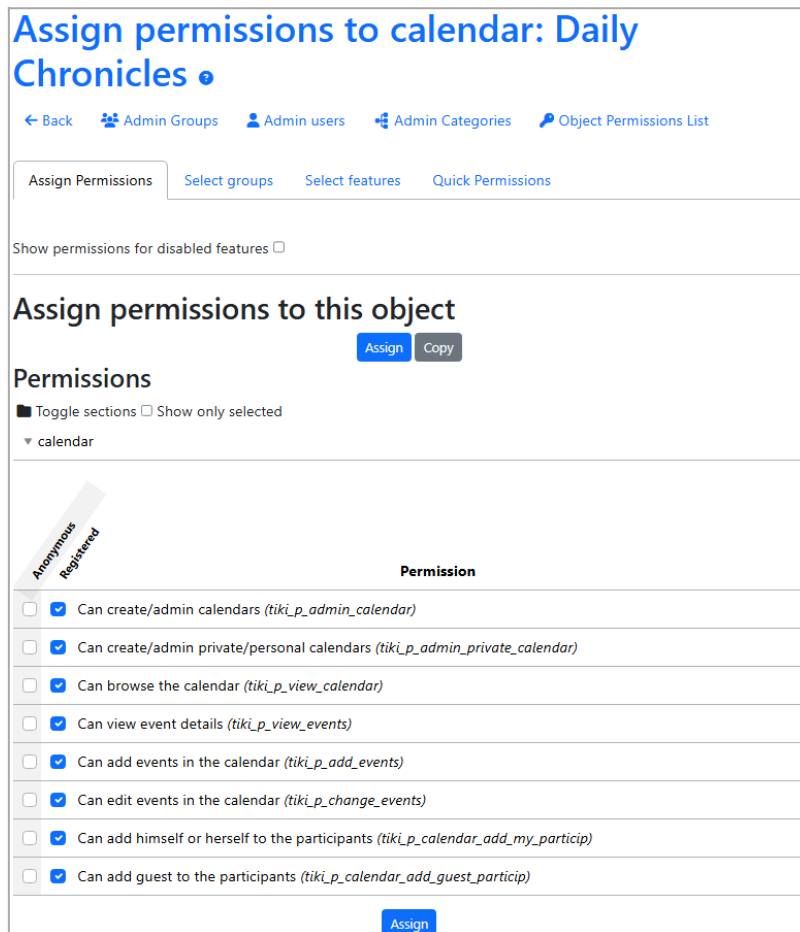 Assign permissions to calendar: Daily
Chronicles
Back Admin Groups Admin users Admin Categories Object Permissions List
Assign Permissions Select groups Select features Quick Permissions
Show permissions for disabled features
Assign permissions to this object
Assign Copy
Permissions
Toggle sections Show only selected
calendar
Anonymous
Registered
Permission
Can create/admin calendars (tiki_p_admin_calendar)
Can create/admin private/personal calendars (tiki_p_admin_private_calendar)
Can browse the calendar (tiki_p_view_calendar)
Can view event details (tiki_p_view_events)
Can add events in the calendar (tiki_p_add_events)
Can edit events in the calendar (tiki_p_change_events)
Can add himself or herself to the participants (tiki_p_calendar_add_my_particip)
Can add guest to the participants (tiki_p_calendar_add_guest_particip)
Assign